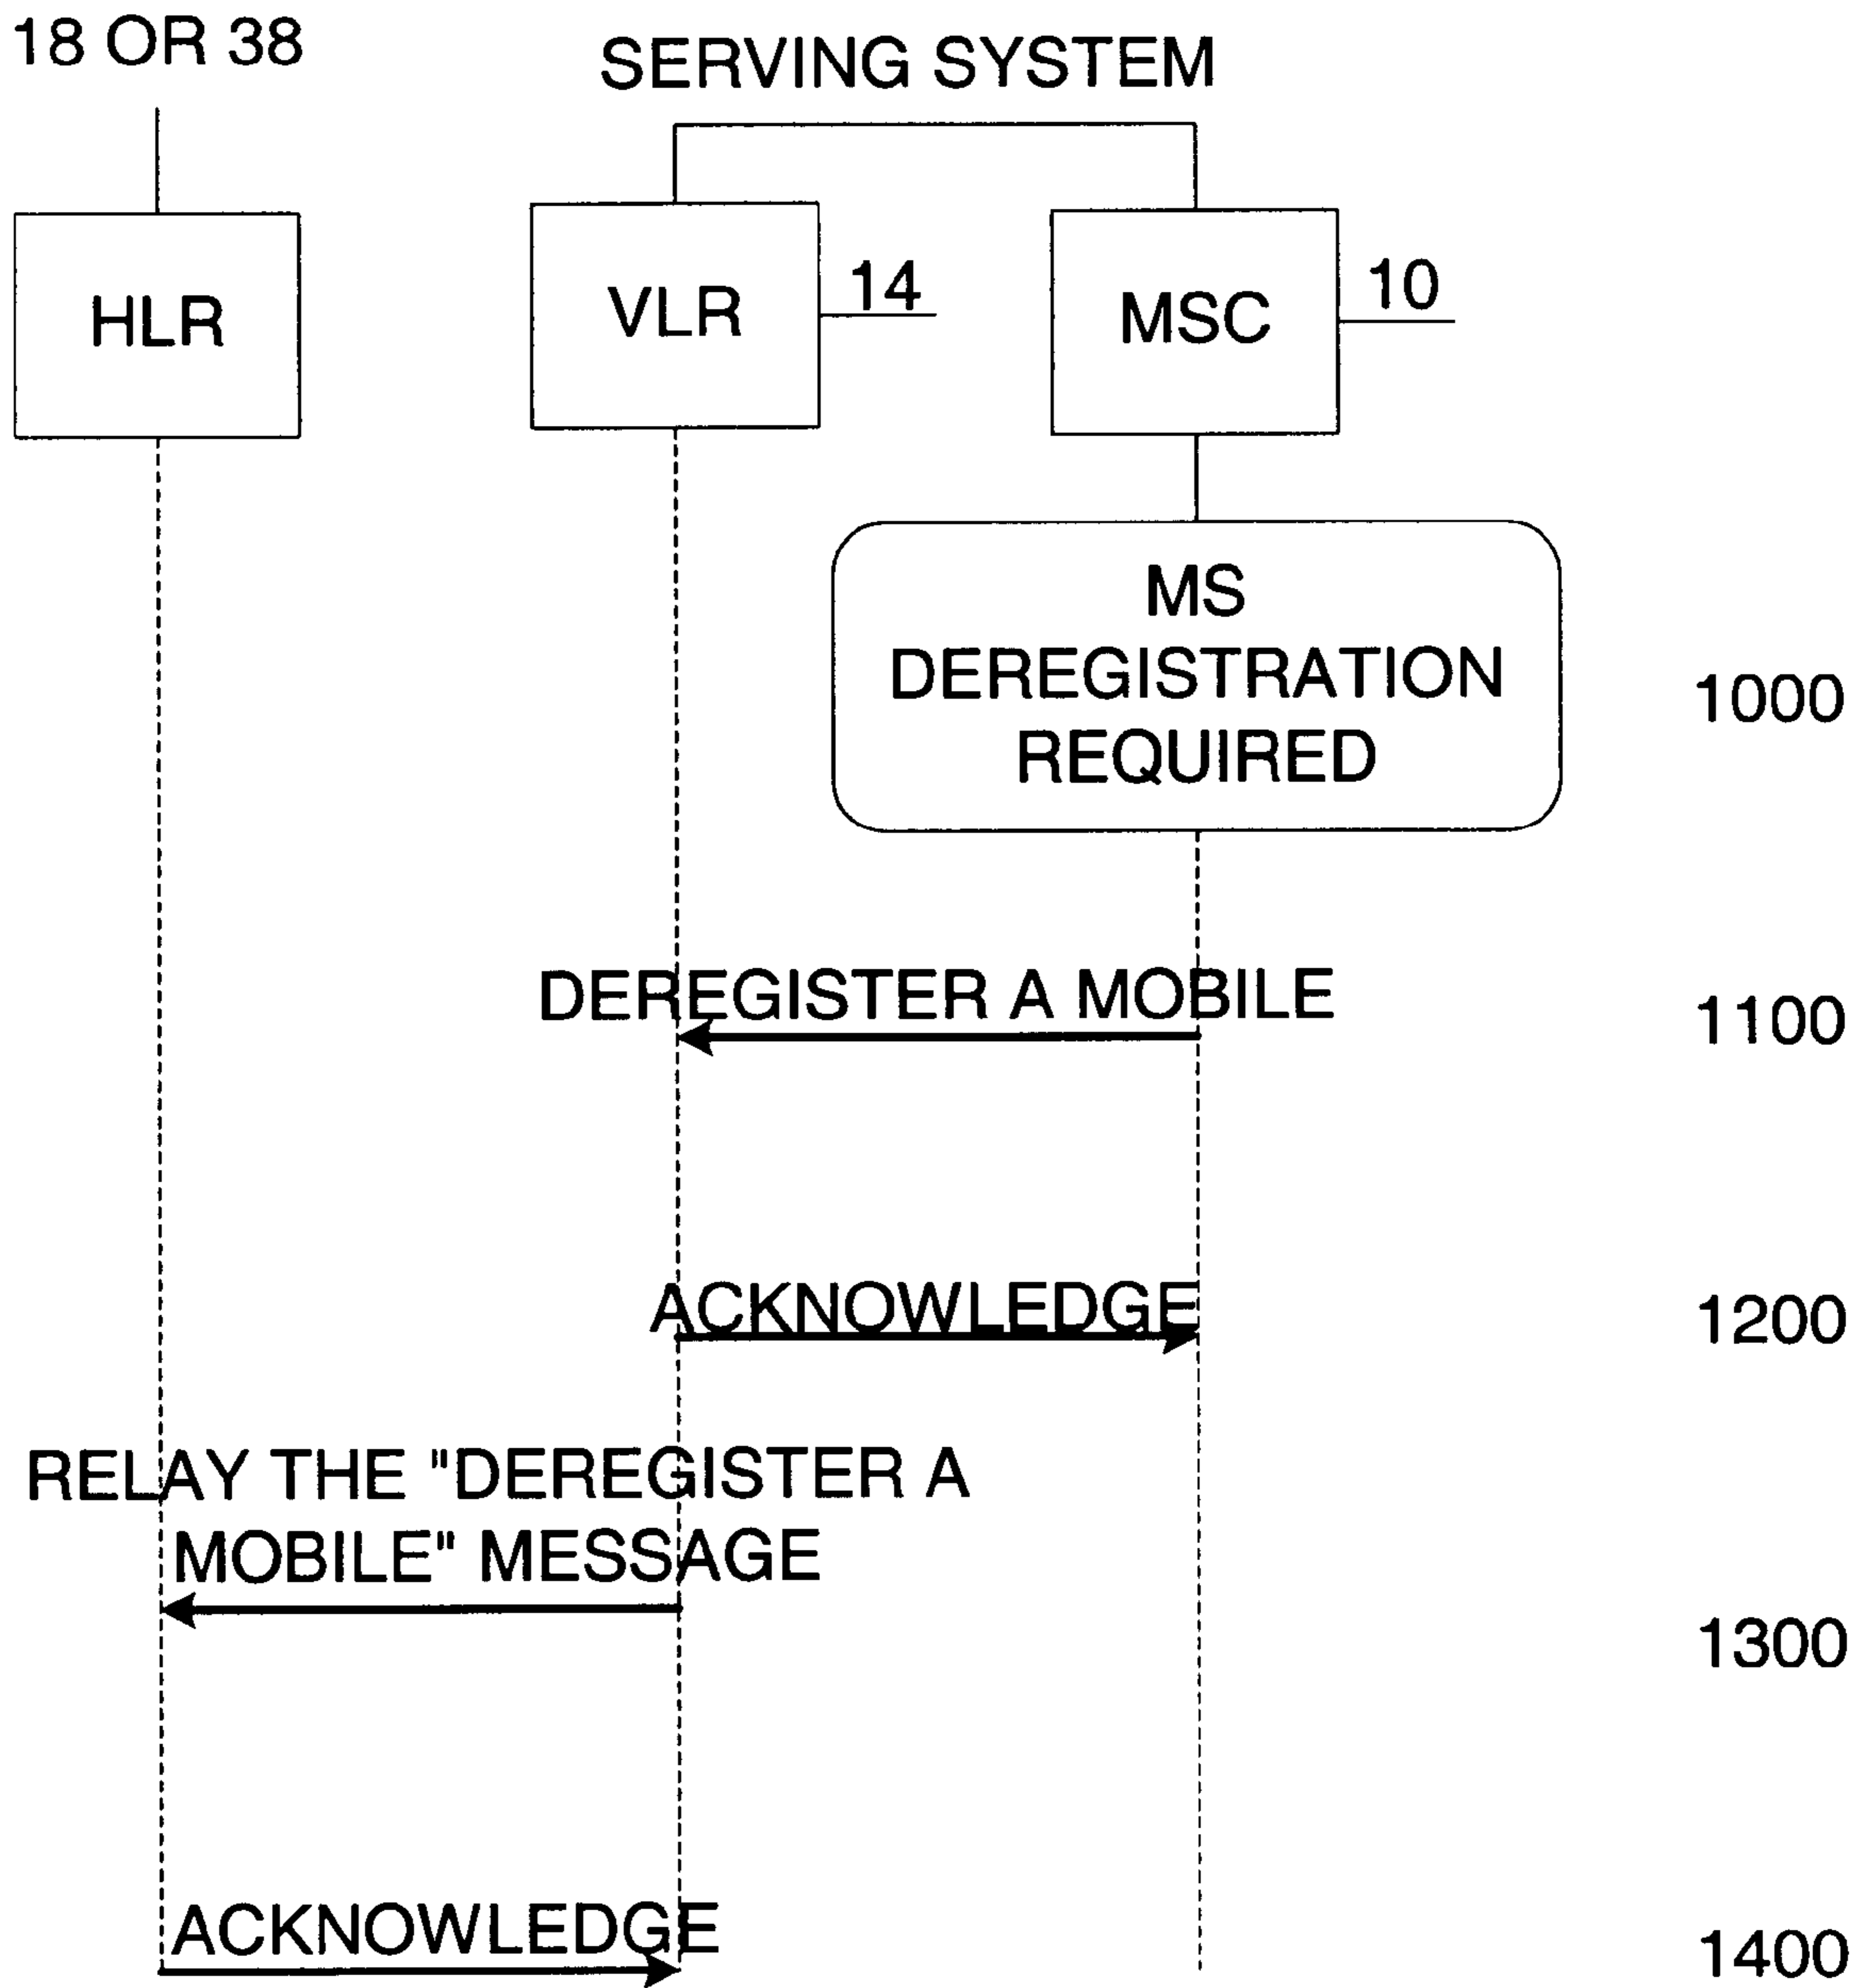 18 OR 38
SERVING SYSTEM
HLR
VLR
14
MSC
10
MS
DEREGISTRATION
REQUIRED
1000
DEREGISTER A MOBILE
1100
ACKNOWLEDGE
1200
RELAY THE "DEREGISTER A
MOBILE" MESSAGE
1300
ACKNOWLEDGE
1400